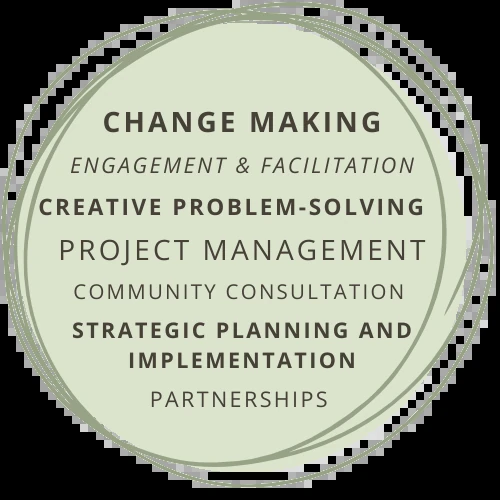 CHANGE MAKING
ENGAGEMENT & FACILITATION
CREATIVE PROBLEM-SOLVING
PROJECT MANAGEMENT
COMMUNITY CONSULTATION
STRATEGIC PLANNING AND
IMPLEMENTATION
PARTNERSHIPS